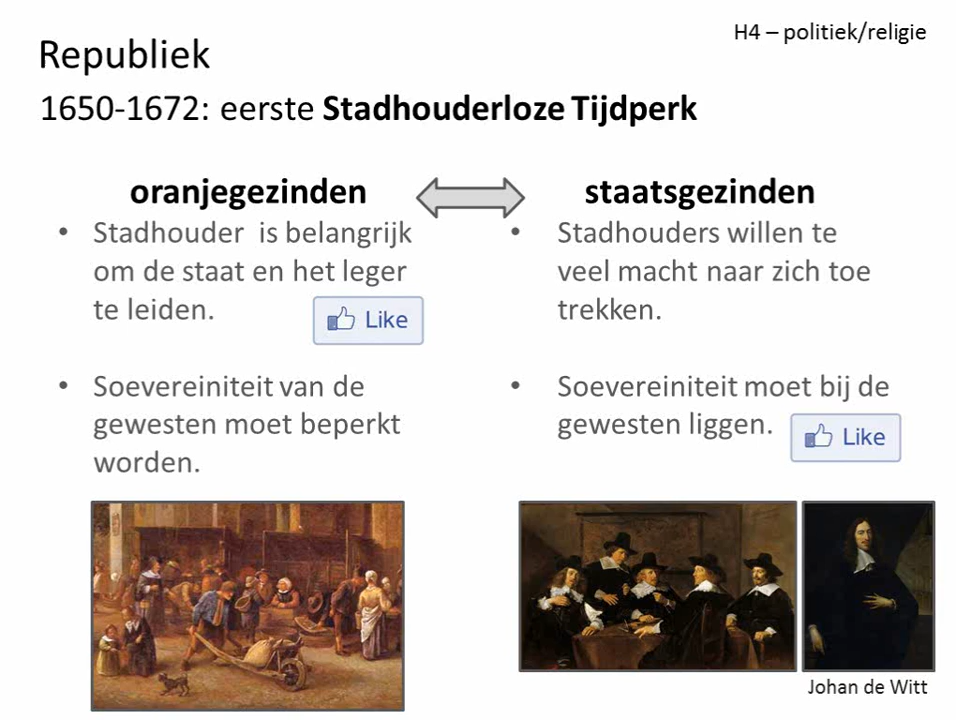 H4 – politiek/religie
Republiek
1650-1672: eerste Stadhouderloze Tijdperk
oranjegezinden
• Stadhouder is belangrijk
om de staat en het leger
te leiden.
Like
• Soevereiniteit van de
gewesten moet beperkt
worden.
staatsgezinden
• Stadhouders willen te
veel macht naar zich toe
trekken.
• Soevereiniteit moet bij de
gewesten liggen.
Like
Johan de Witt